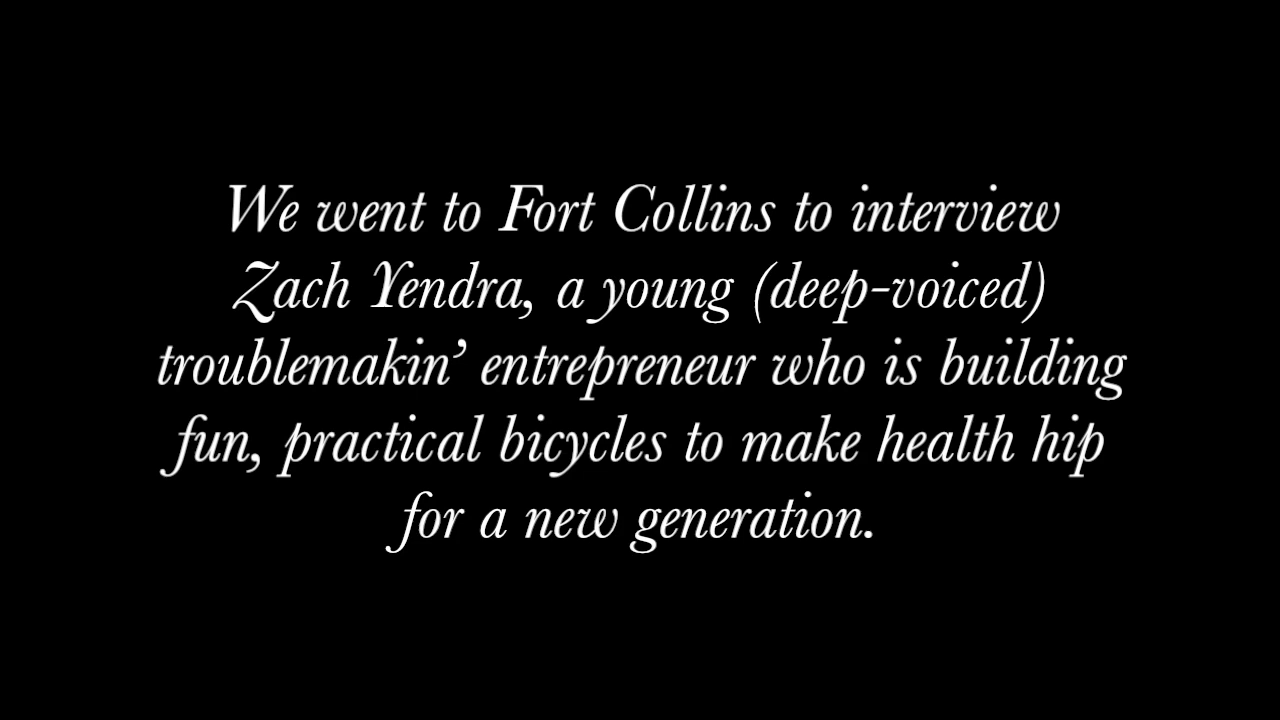 We went to Fort Collins to interview
Zach Yendra, a young (deep-voiced)
troublemakin’ entrepreneur who is building
fun, practical bicycles to make health hip
for a new generation.